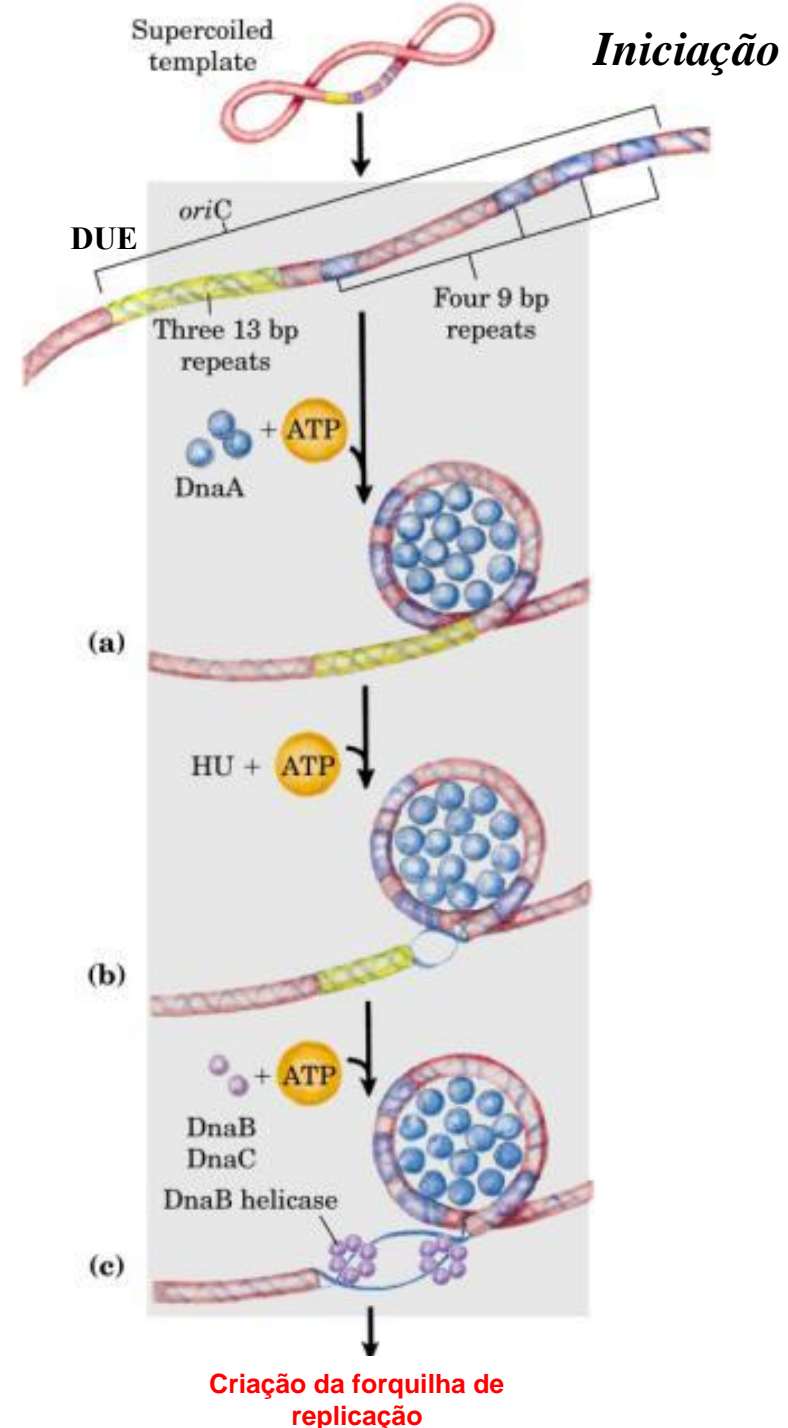 Supercoiled
template
Iniciação
oriC
DUE
Three 13 bp
repeats
Four 9 bp
repeats
+ ATP
DnaA
(a)
HU + ATP
(b)
+ ATP
DnaB
DnaC
DnaB helicase
(c)
Criação da forquilha de
replicação